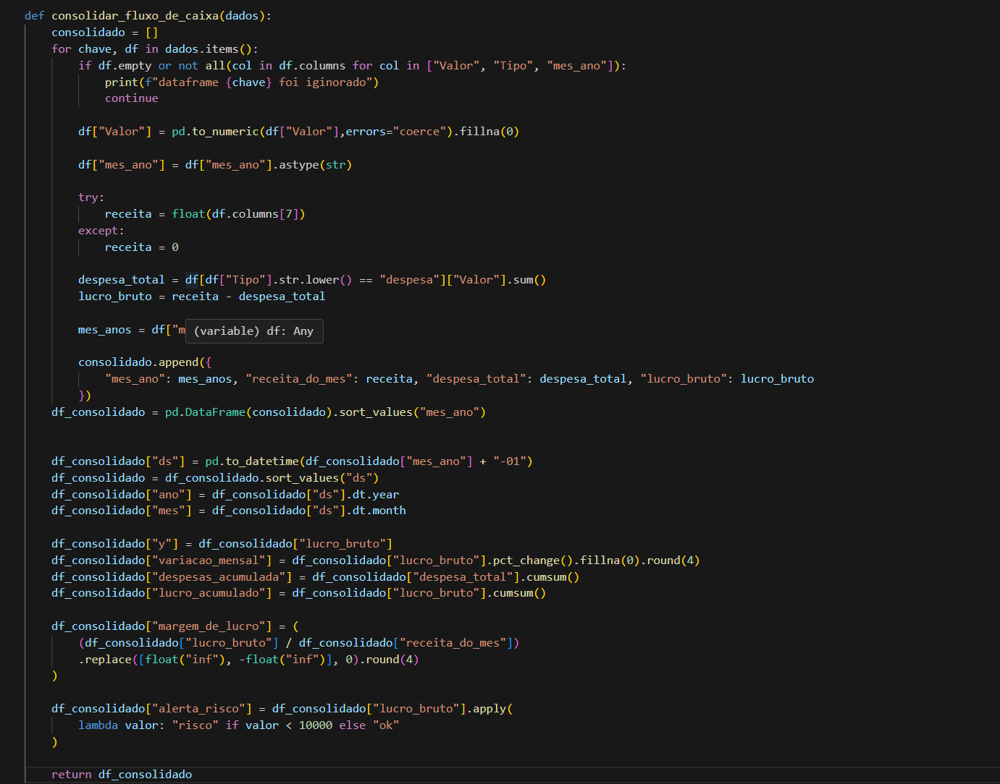 def consolidar_fluxo_de_caixa(dados):
    consolidado = []
    for chave, df in dados.items():
        if df.empty or not all(col in df.columns for col in ["Valor", "Tipo", "mes_ano"]):
            print(f"dataframe {chave} foi iginorado")
            continue

        df["Valor"] = pd.to_numeric(df["Valor"],errors="coerce").fillna(0)

        df["mes_ano"] = df["mes_ano"].astype(str)

        try:
            receita = float(df.columns[7])
        except:
            receita = 0

        despesa_total = df[df["Tipo"].str.lower() == "despesa"]["Valor"].sum()
        lucro_bruto = receita - despesa_total

        mes_anos = df["m (variable) df: Any

        consolidado.append({
            "mes_ano": mes_anos, "receita_do_mes": receita, "despesa_total": despesa_total, "lucro_bruto": lucro_bruto
        })
    df_consolidado = pd.DataFrame(consolidado).sort_values("mes_ano")


    df_consolidado["ds"] = pd.to_datetime(df_consolidado["mes_ano"] + "-01")
    df_consolidado = df_consolidado.sort_values("ds")
    df_consolidado["ano"] = df_consolidado["ds"].dt.year
    df_consolidado["mes"] = df_consolidado["ds"].dt.month

    df_consolidado["y"] = df_consolidado["lucro_bruto"]
    df_consolidado["variacao_mensal"] = df_consolidado["lucro_bruto"].pct_change().fillna(0).round(4)
    df_consolidado["despesas_acumulada"] = df_consolidado["despesa_total"].cumsum()
    df_consolidado["lucro_acumulado"] = df_consolidado["lucro_bruto"].cumsum()

    df_consolidado["margem_de_lucro"] = (
        (df_consolidado["lucro_bruto"] / df_consolidado["receita_do_mes"])
        .replace([float("inf"), -float("inf")], 0).round(4)
    )

    df_consolidado["alerta_risco"] = df_consolidado["lucro_bruto"].apply(
        lambda valor: "risco" if valor < 10000 else "ok"
    )

    return df_consolidado